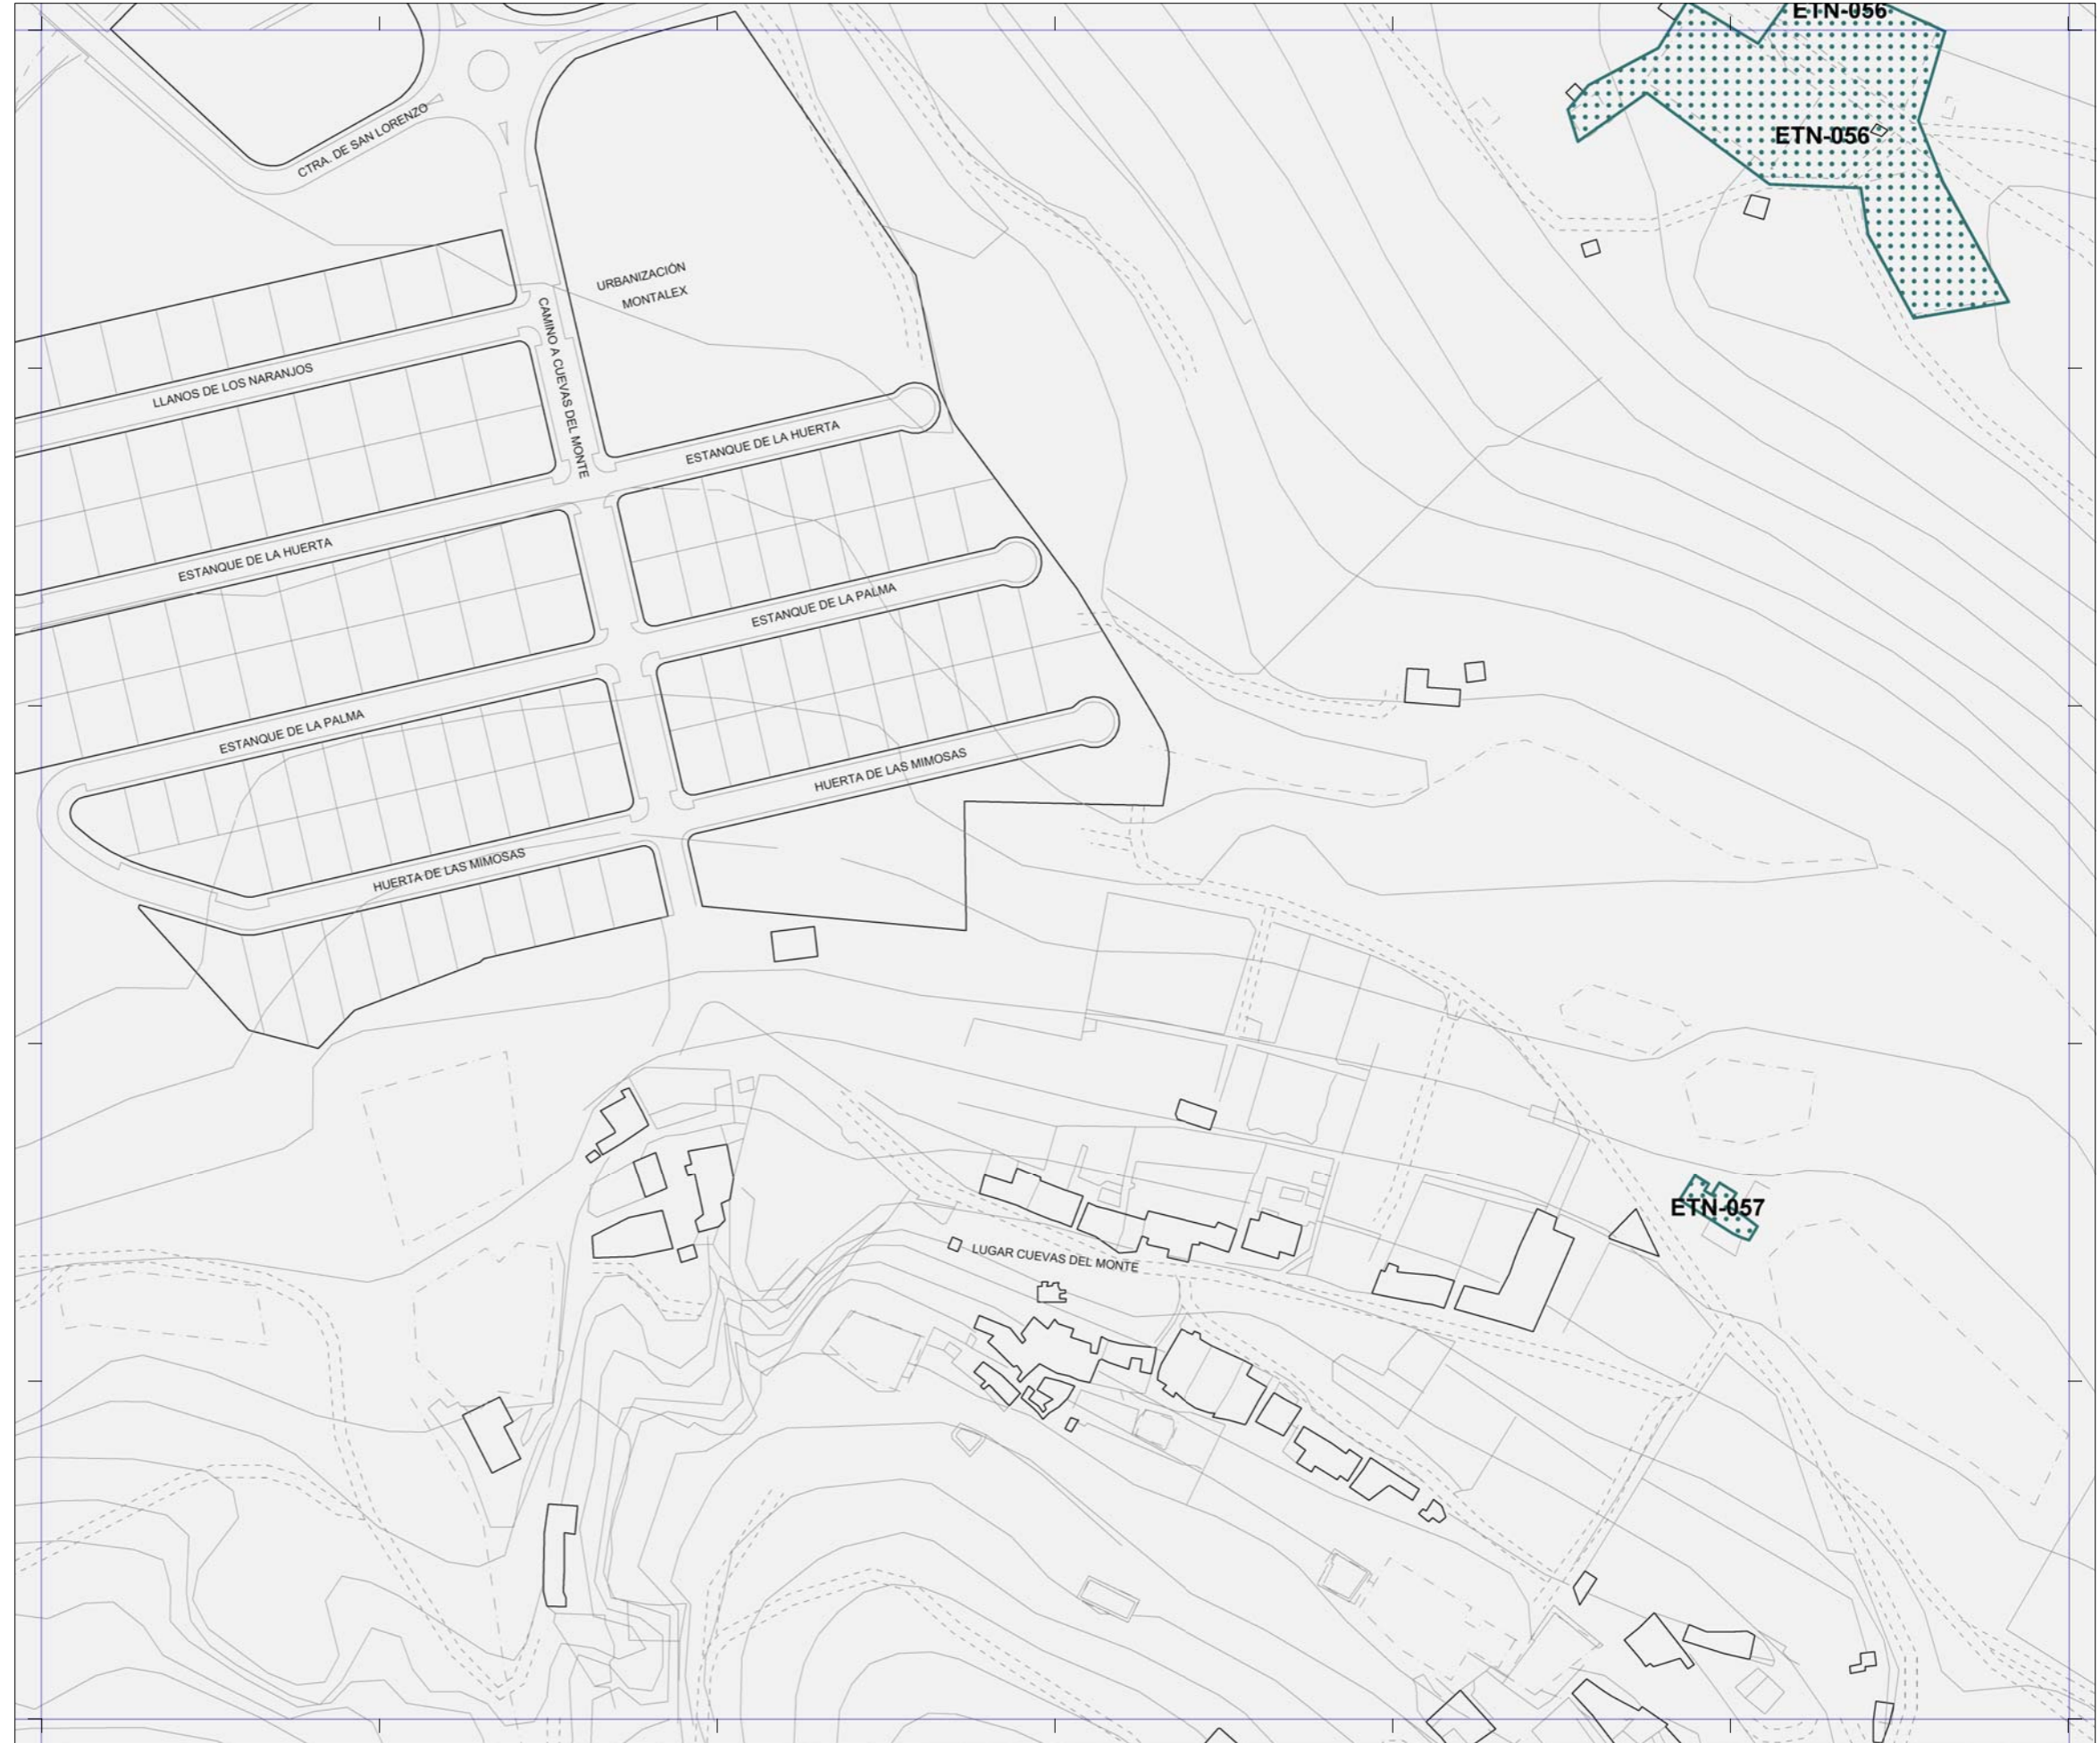 ETN-056
CTRA. DE SAN LORENZO
ETN-056
URBANIZACIÓN
MONTALEX
CAMINO A CUEVAS DEL MONTE
LLANOS DE LOS NARANJOS
ESTANQUE DE LA HUERTA
ESTANQUE DE LA HUERTA
ESTANQUE DE LA PALMA
ESTANQUE DE LA PALMA
HUERTA DE LAS MIMOSAS
HUERTA DE LAS MIMOSAS
ETN-057
LUGAR CUEVAS DEL MONTE